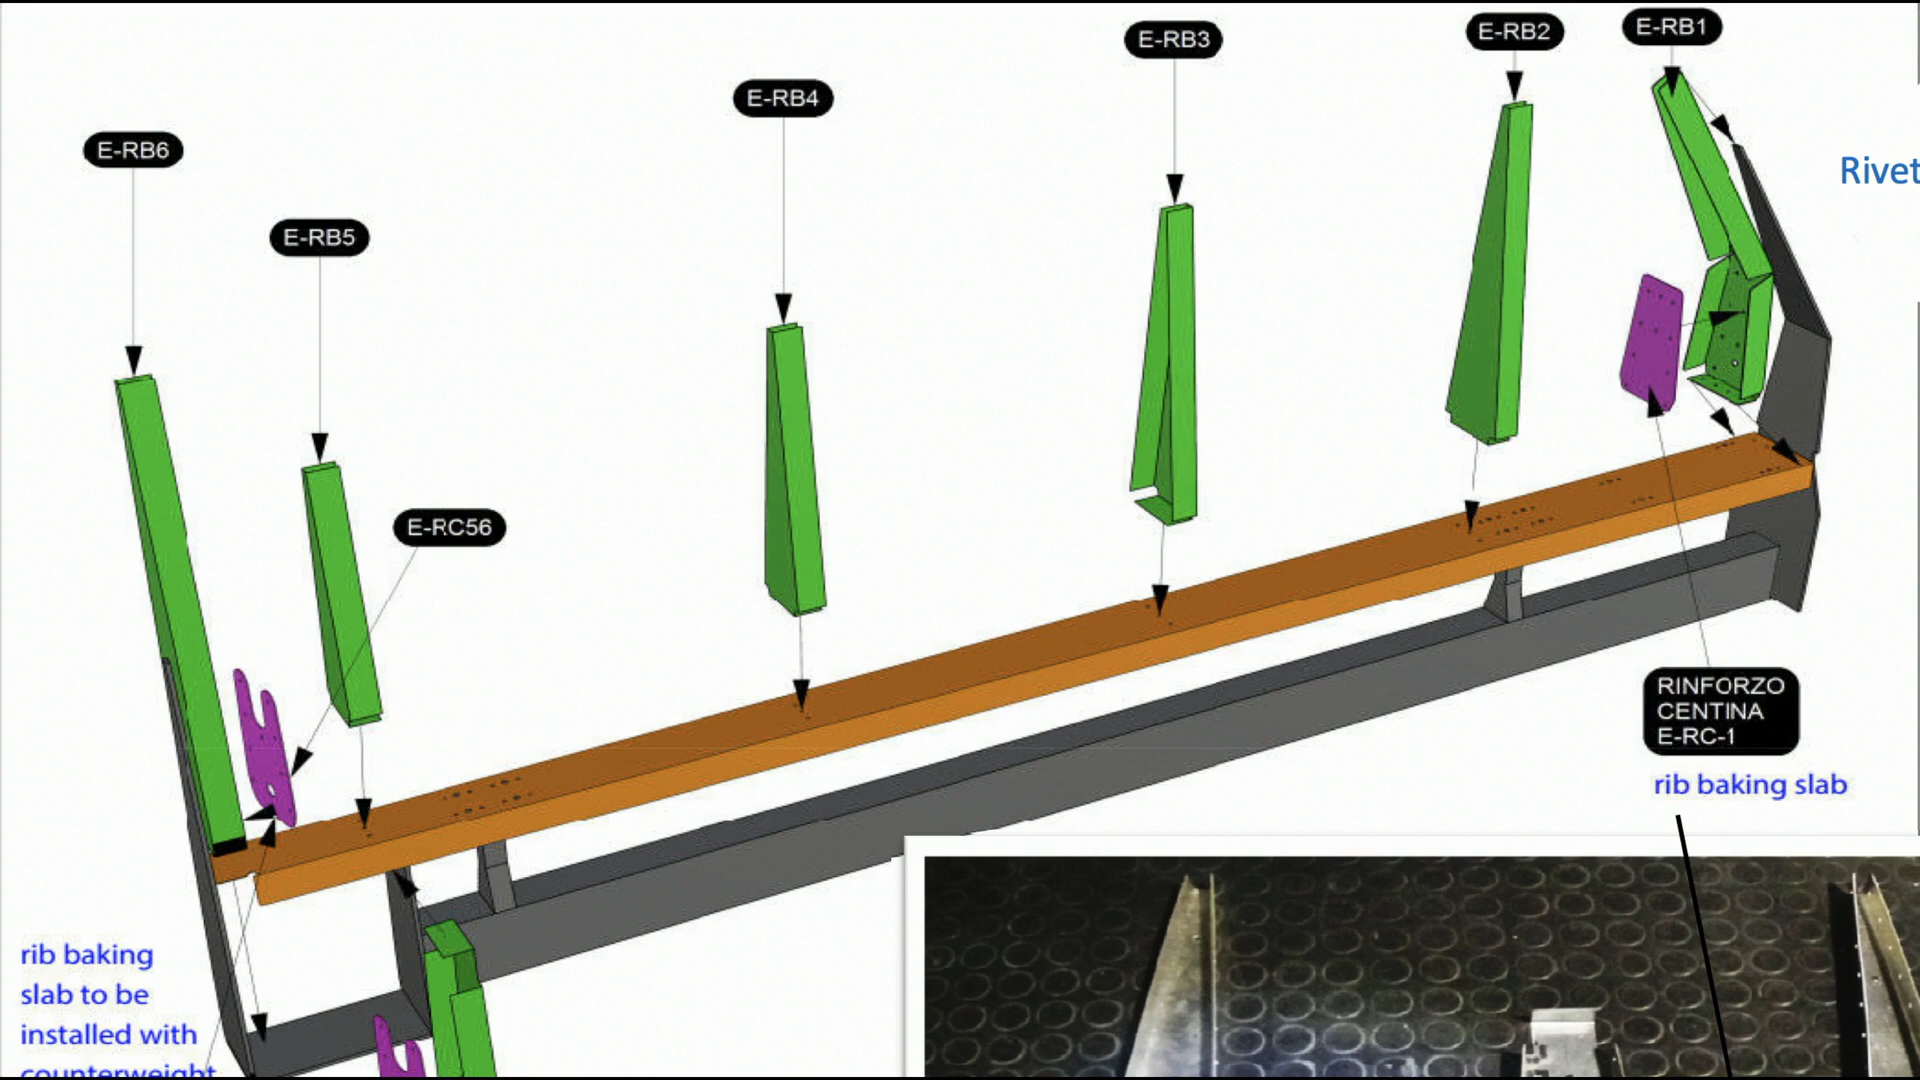 E-RB1
E-RB2
E-RB3
E-RB4
E-RB6
Rivet
E-RB5
E-RC56
RINFORZO
CENTINA
E-RC-1
rib baking slab
rib baking
slab to be
installed with
counterweight